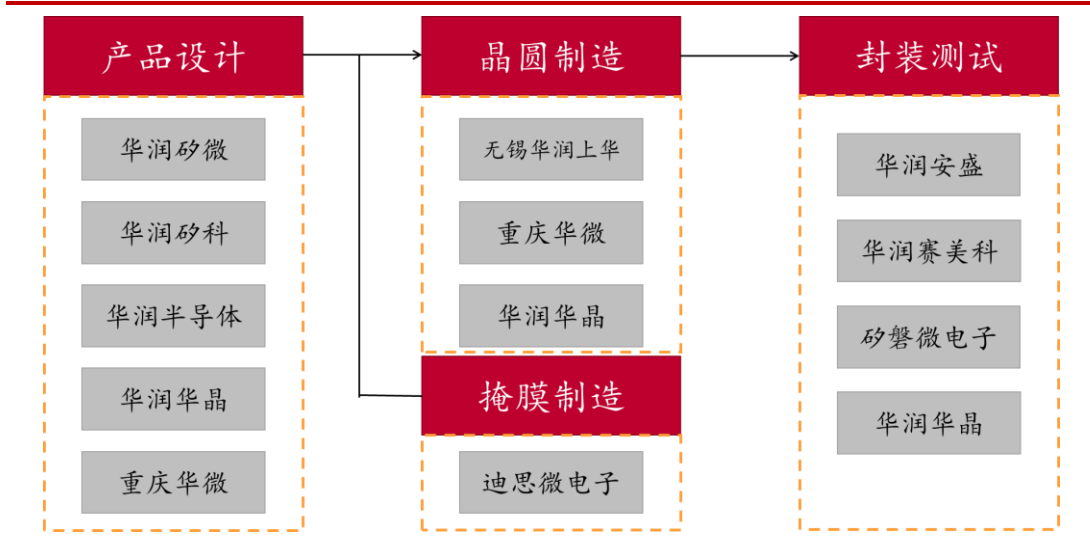 产品设计
华润矽微
华润矽科
华润半导体
华润华晶
重庆华微
晶圆制造
无锡华润上华
重庆华微
华润华晶
掩膜制造
迪思微电子
封装测试
华润安盛
华润赛美科
矽磐微电子
华润华晶